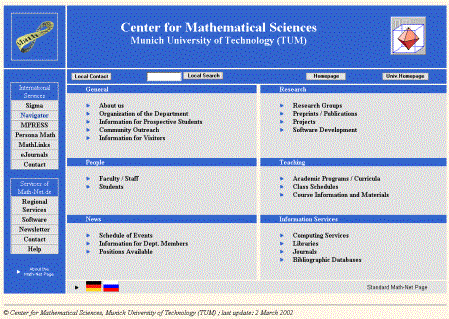 Center for Mathematical Sciences
Munich University of Technology (TUM)
Local Contact
Local Search
Homepage
Univ Homepage
International
Services
Sigma
Navigator
MPRESS
Persona Math
MathLinks
eJournals
Contact
Services of
Math-Net.de
Regional
Services
Software
Newsletter
Contact
Help
About the
Math-Net Page
General
About us
Organization of the Department
Information for Prospective Students
Community Outreach
Information for Visitors
Research
Research Groups
Preprints / Publications
Projects
Software Development
People
Faculty / Staff
Students
Teaching
Academic Programs / Curricula
Class Schedules
Course Information and Materials
News
Schedule of Events
Information for Dept. Members
Positions Available
Information Services
Computing Services
Libraries
Journals
Bibliographic Databases
Standard Math-Net Page
© Center for Mathematical Sciences, Munich University of Technology (TUM) ; last update: 2 March 2002